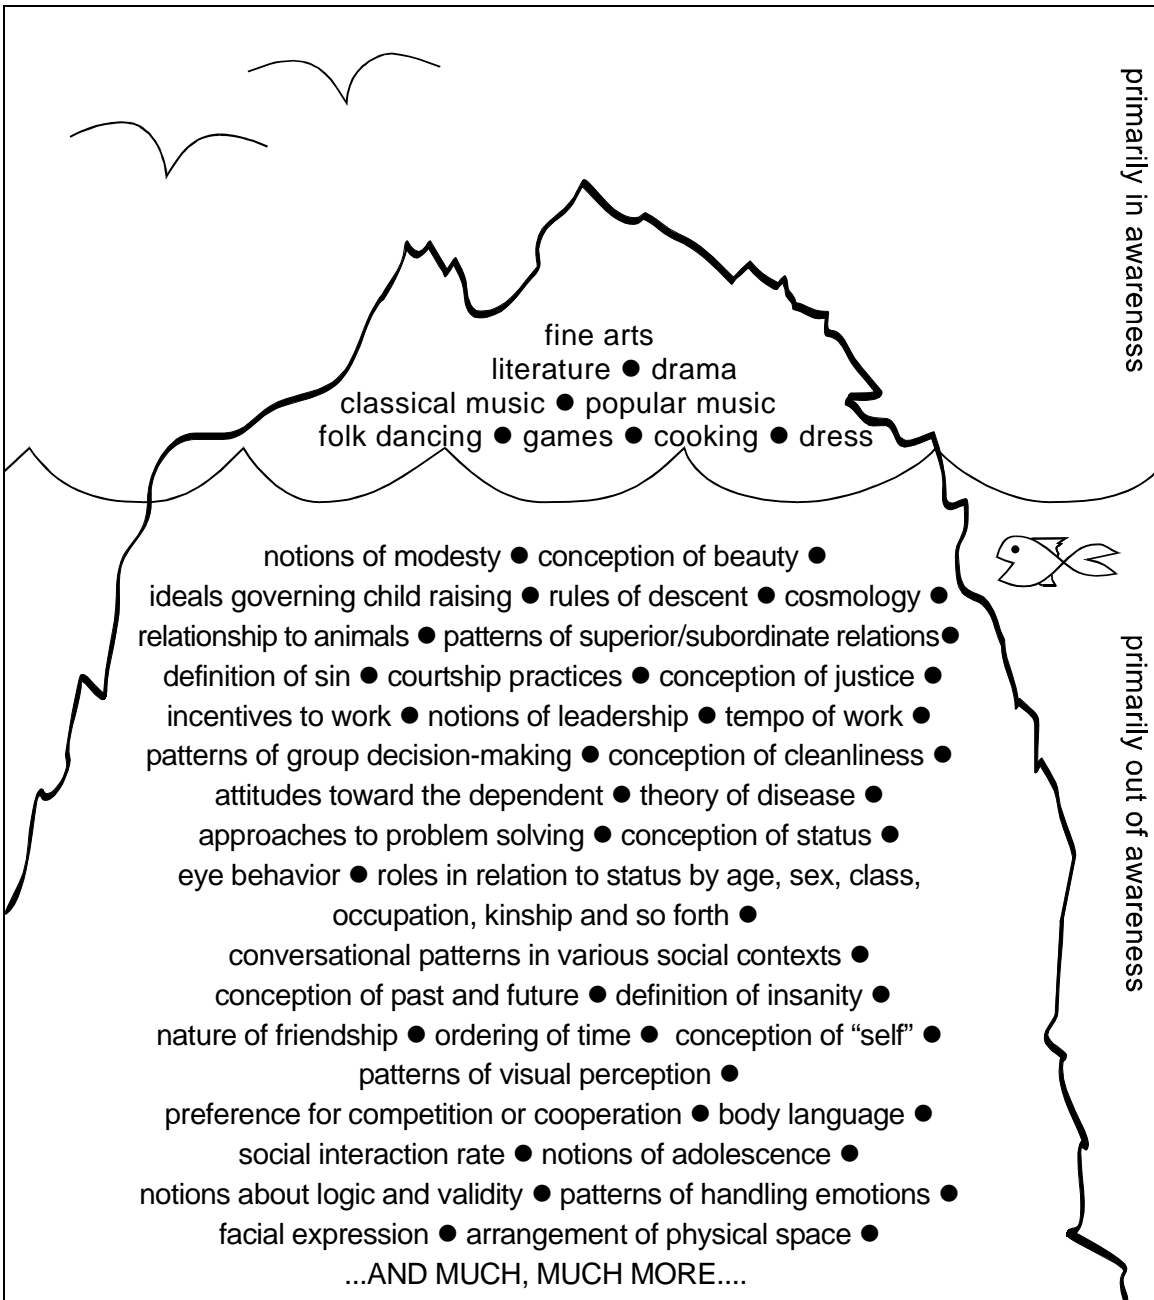 primarily in awareness
fine arts
literature ● drama
classical music ● popular music
folk dancing ● games ● cooking ● dress
notions of modesty ● conception of beauty ●
ideals governing child raising ● rules of descent ● cosmology ●
relationship to animals ● patterns of superior/subordinate relations●
definition of sin ● courtship practices ● conception of justice ●
incentives to work ● notions of leadership ● tempo of work ●
patterns of group decision-making ● conception of cleanliness ●
attitudes toward the dependent ● theory of disease ●
approaches to problem solving ● conception of status ●
eye behavior ● roles in relation to status by age, sex, class,
occupation, kinship and so forth ●
conversational patterns in various social contexts ●
conception of past and future ● definition of insanity ●
nature of friendship ● ordering of time ● conception of “self” ●
patterns of visual perception ●
preference for competition or cooperation ● body language ●
social interaction rate ● notions of adolescence ●
notions about logic and validity ● patterns of handling emotions ●
facial expression ● arrangement of physical space ●
...AND MUCH, MUCH MORE....
primarily out of awareness